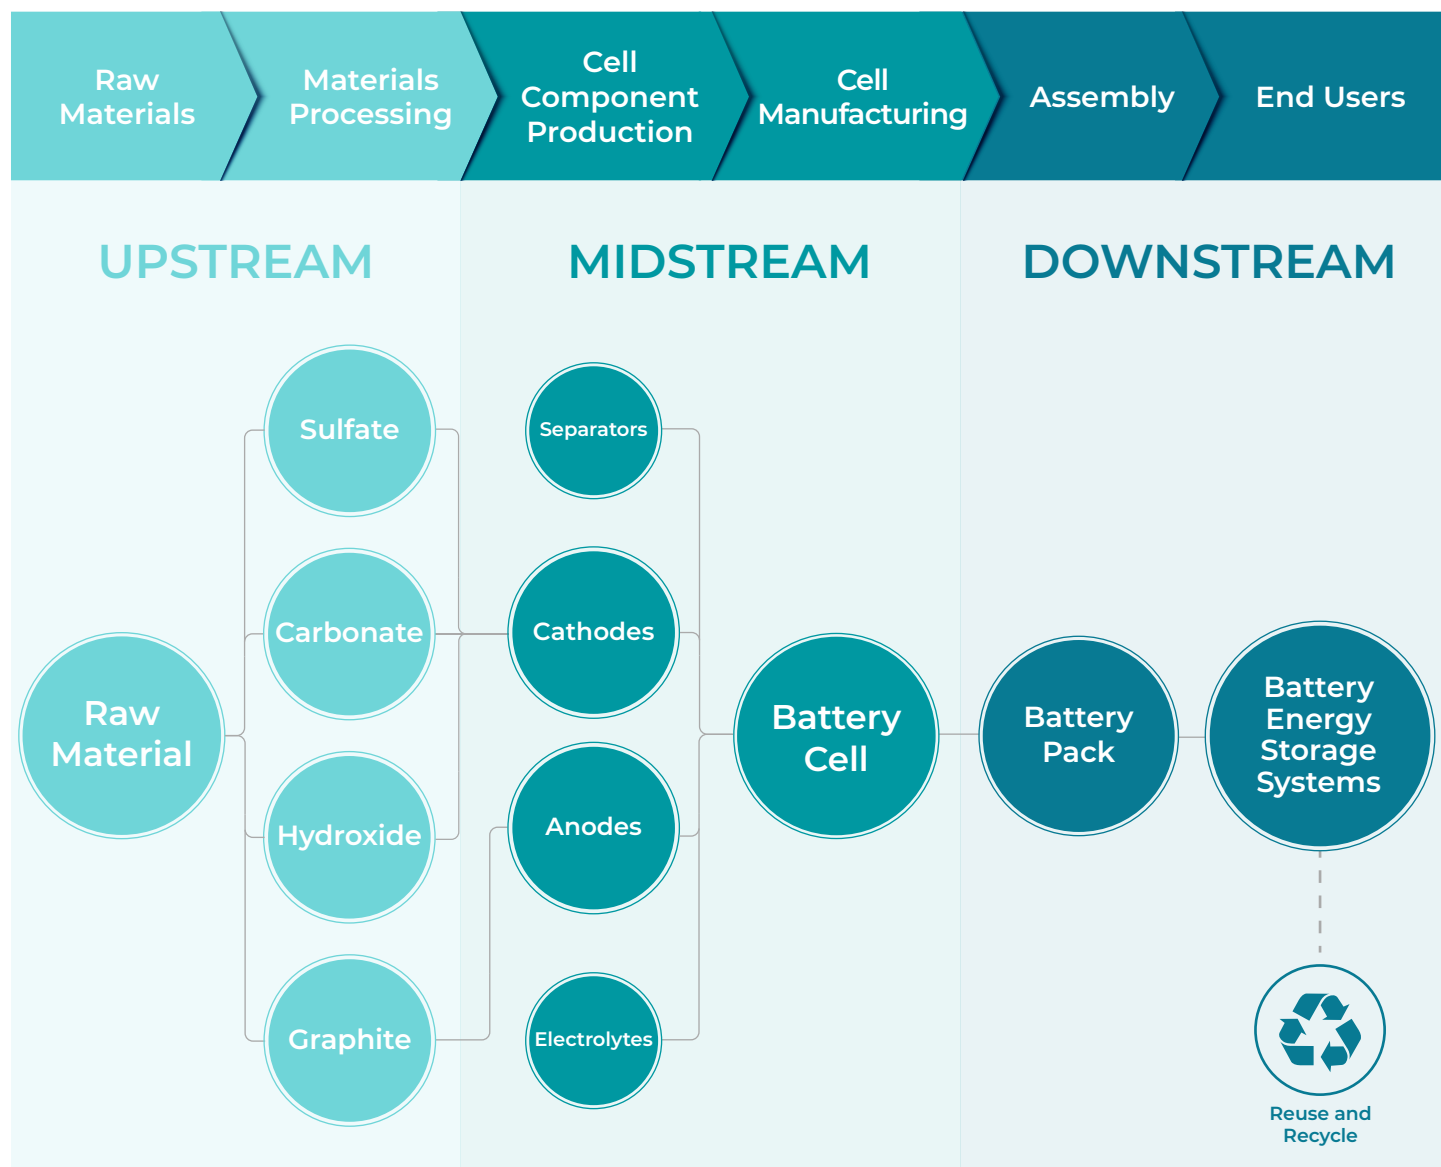 Raw
Materials
Materials
Processing
Cell
Component
Production
Cell
Manufacturing
Assembly
End Users
UPSTREAM
MIDSTREAM
DOWNSTREAM
Raw
Material
Sulfate
Carbonate
Hydroxide
Graphite
Separators
Cathodes
Anodes
Electrolytes
Battery
Cell
Battery
Pack
Battery
Energy
Storage
Systems
Reuse and
Recycle